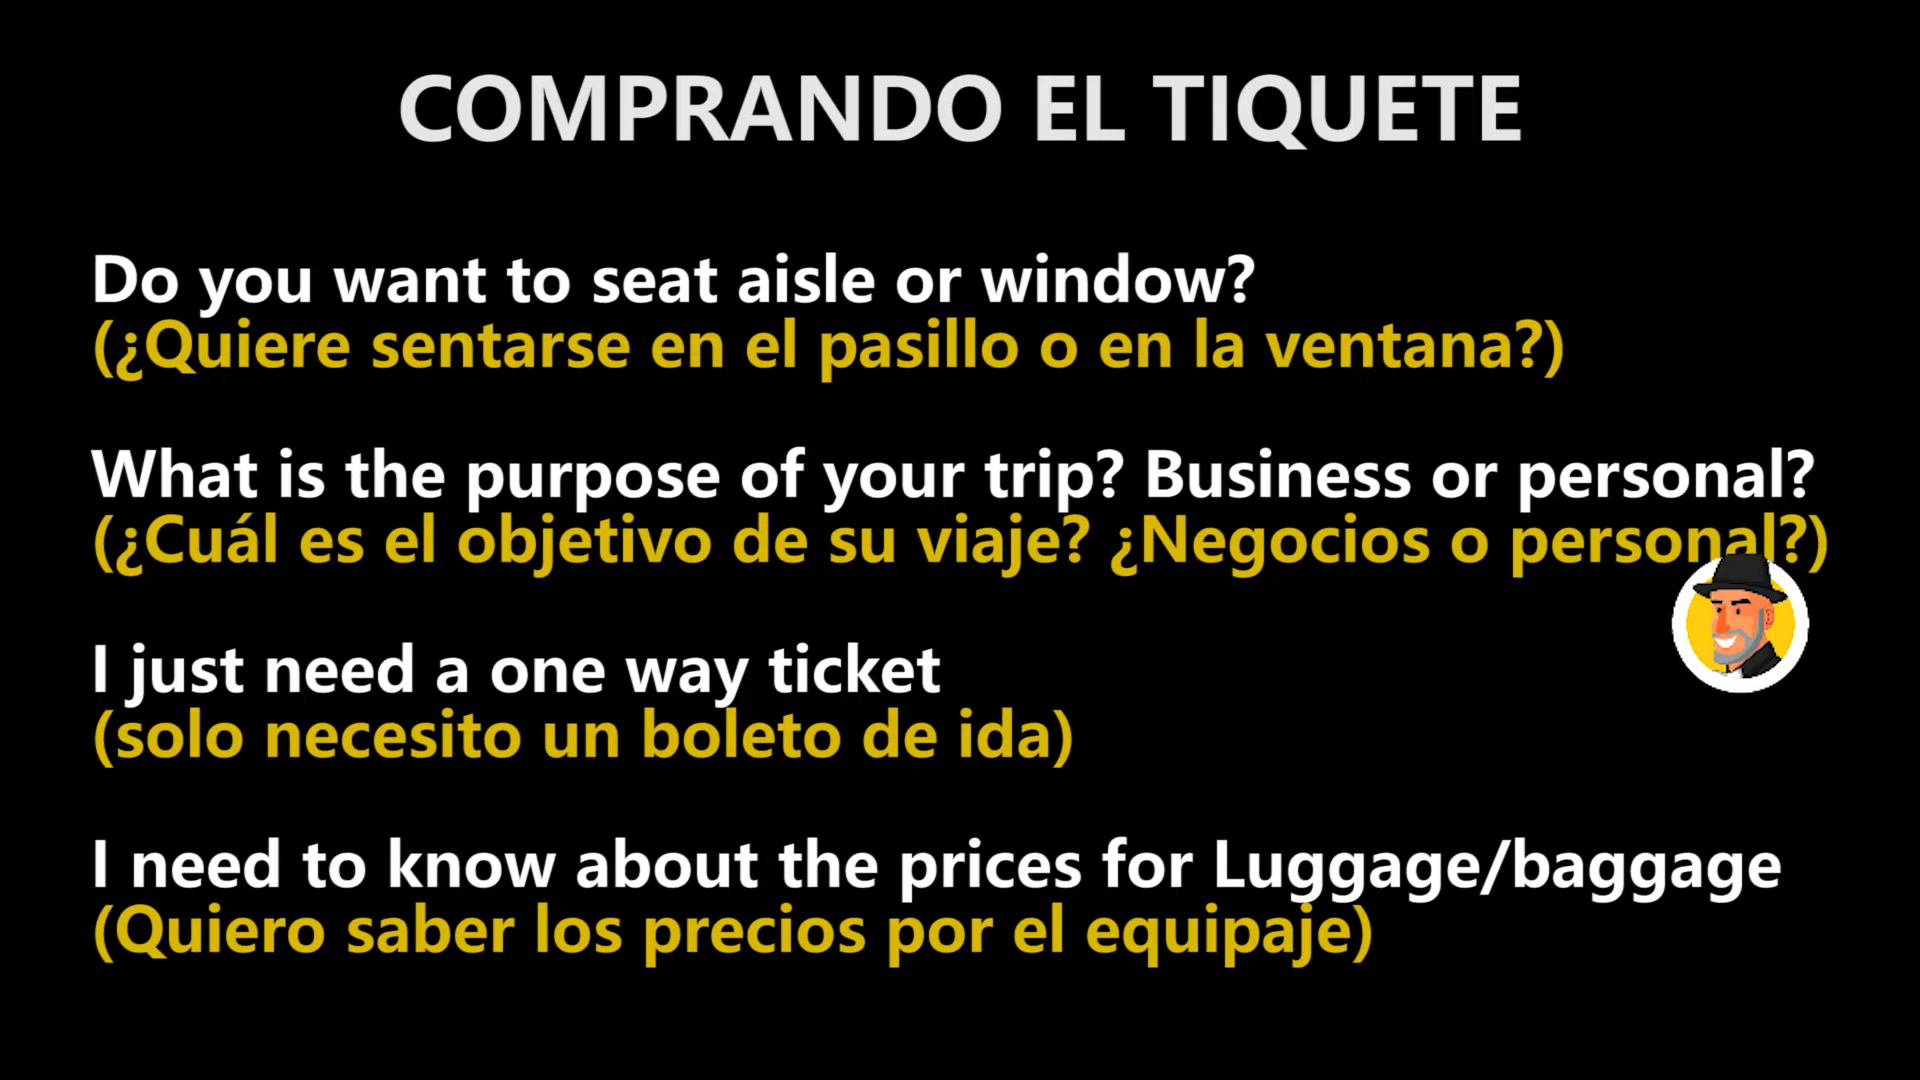 COMPRANDO EL TIQUETE
Do you want to seat aisle or window?
(¿Quiere sentarse en el pasillo o en la ventana?)
What is the purpose of your trip? Business or personal?
(¿Cuál es el objetivo de su viaje? ¿Negocios o personal?)
I just need a one way ticket
(solo necesito un boleto de ida)
I need to know about the prices for Luggage/baggage
(Quiero saber los precios por el equipaje)